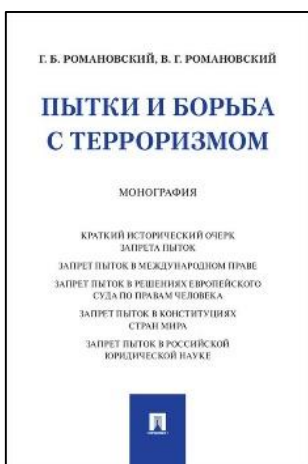 Г. Б. РОМАНОВСКИЙ, В. Г. РОМАНОВСКИЙ
ПЫТКИ И БОРЬБА
С ТЕРРОРИЗМОМ
МОНОГРАФИЯ
КРАТКИЙ ИСТОРИЧЕСКИЙ ОЧЕРК
ЗАПРЕТА ПЫТОК
ЗАПРЕТ ПЫТОК В МЕЖДУНАРОДНОМ ПРАВЕ
ЗАПРЕТ ПЫТОК В РЕШЕНИЯХ ЕВРОПЕЙСКОГО
СУДА ПО ПРАВАМ ЧЕЛОВЕКА
ЗАПРЕТ ПЫТОК В КОНСТИТУЦИЯХ
СТРАН МИРА
ЗАПРЕТ ПЫТОК В РОССИЙСКОЙ
ЮРИДИЧЕСКОЙ НАУКЕ